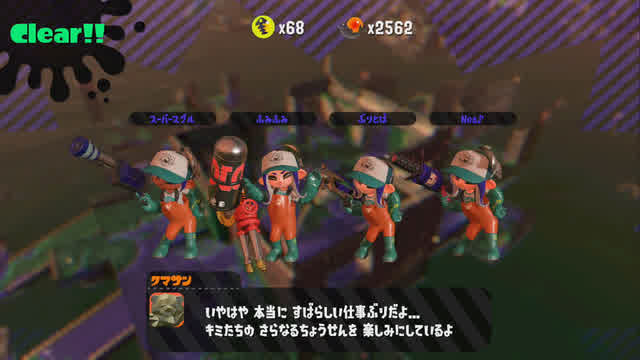 Clear!!
x68
x2562
スーパースグル
ふみふみ
ぷりとば
クマサン
いやはや 本当に すばらしい仕事ぶりだよ...
キミたちの さらなるちょうせんを 楽しみにしているよ